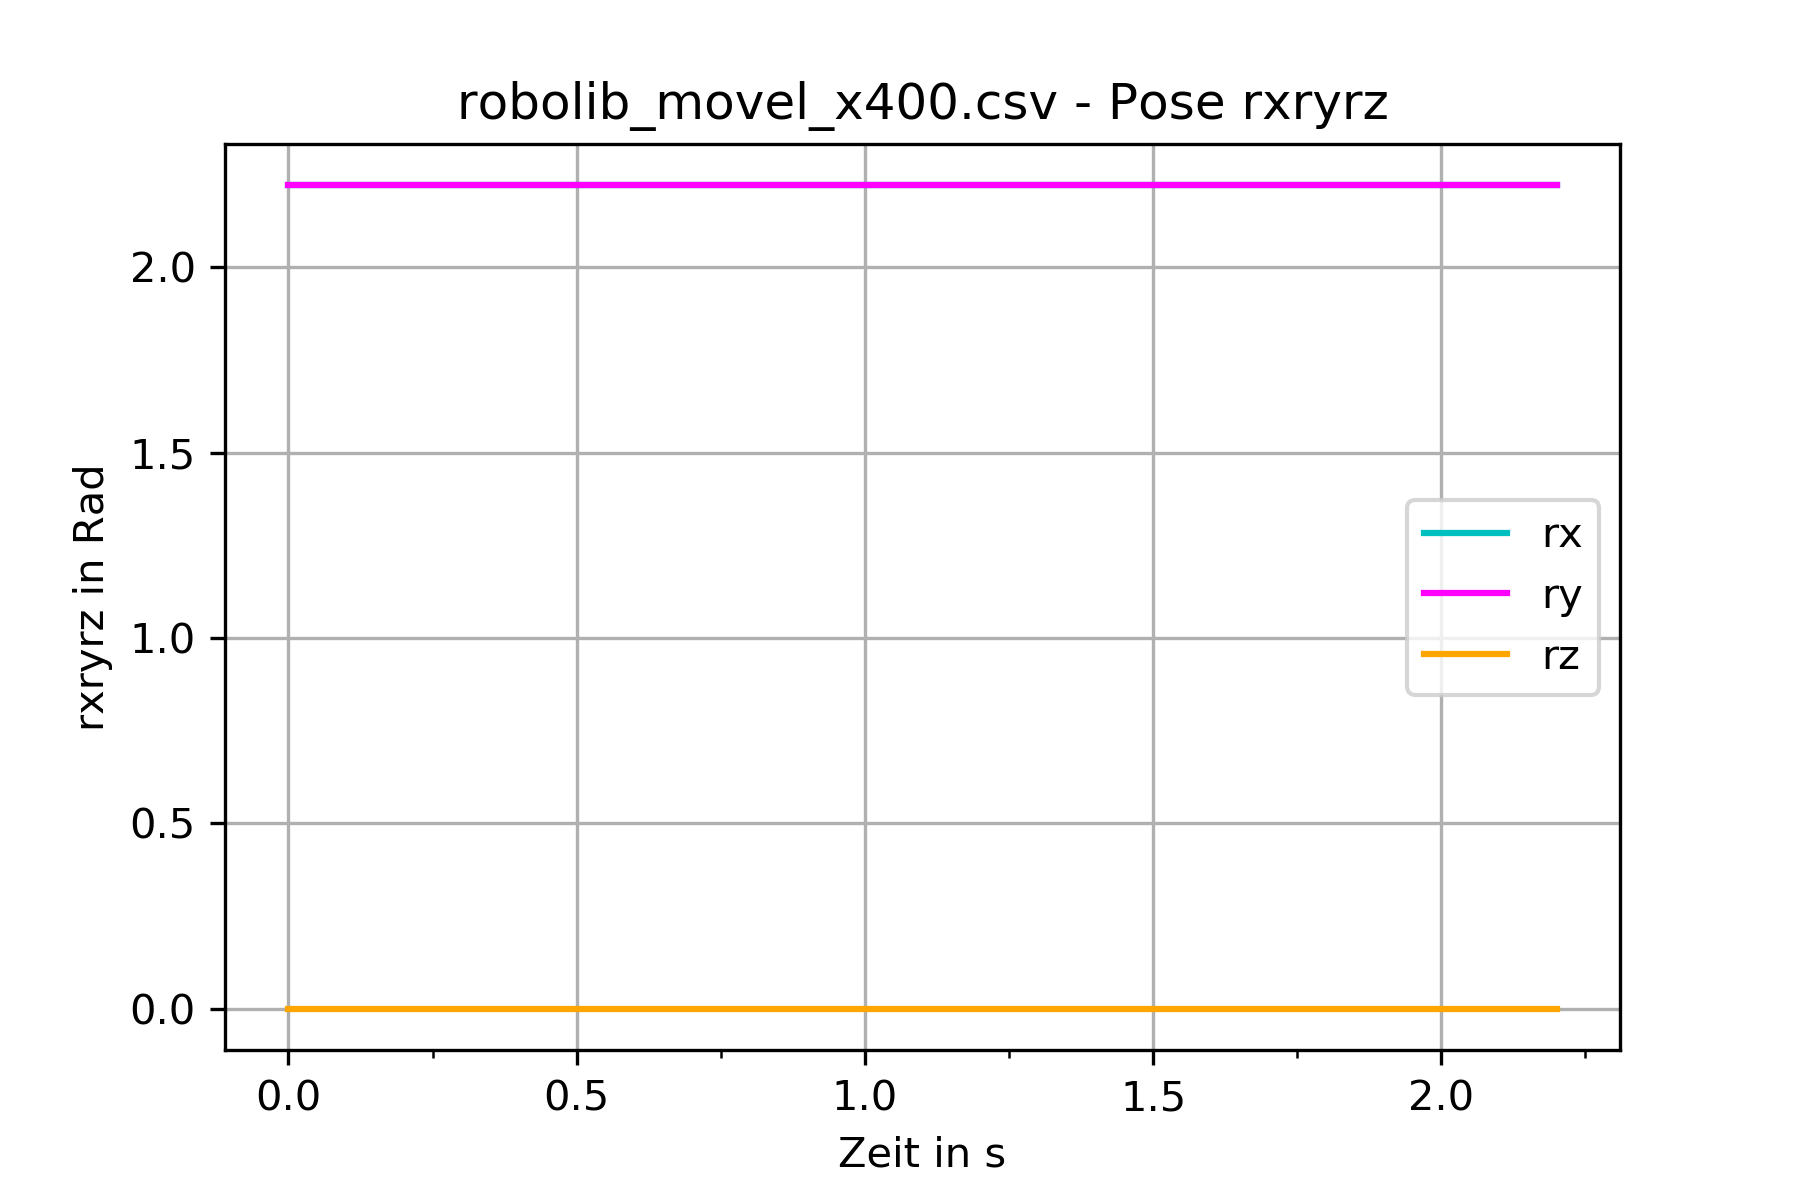 robolib_movel_x400.csv - Pose rxryrz
rxryrz in Rad
2.0
1.5
1.0
0.5
0.0
rx
ry
rz
0.0 0.5 1.0 1.5 2.0
Zeit in s